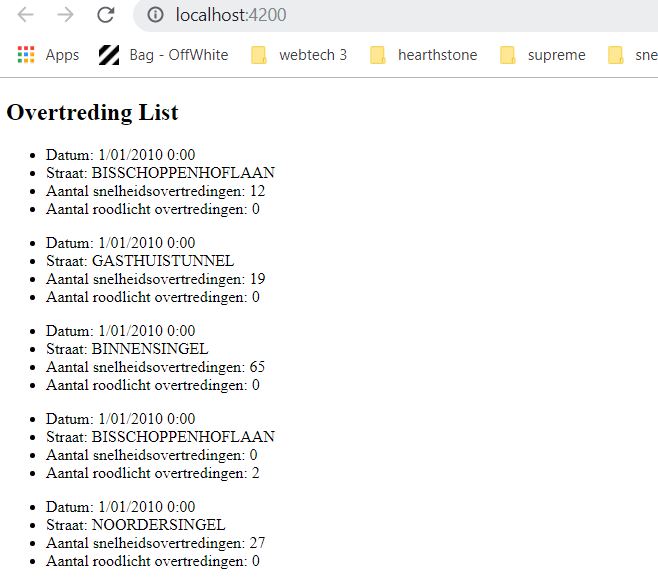 localhost:4200
Apps Bag - OffWhite webtech 3 hearthstone supreme sne
Overtreding List
• Datum: 1/01/2010 0:00
• Straat: BISSCHOPPENHOFLAAN
• Aantal snelheidsovertredingen: 12
• Aantal roodlicht overtredingen: 0
• Datum: 1/01/2010 0:00
• Straat: GASTHUISTUNNEL
• Aantal snelheidsovertredingen: 19
• Aantal roodlicht overtredingen: 0
• Datum: 1/01/2010 0:00
• Straat: BINNENSINGEL
• Aantal snelheidsovertredingen: 65
• Aantal roodlicht overtredingen: 0
• Datum: 1/01/2010 0:00
• Straat: BISSCHOPPENHOFLAAN
• Aantal snelheidsovertredingen: 0
• Aantal roodlicht overtredingen: 2
• Datum: 1/01/2010 0:00
• Straat: NOORDERSINGEL
• Aantal snelheidsovertredingen: 27
• Aantal roodlicht overtredingen: 0